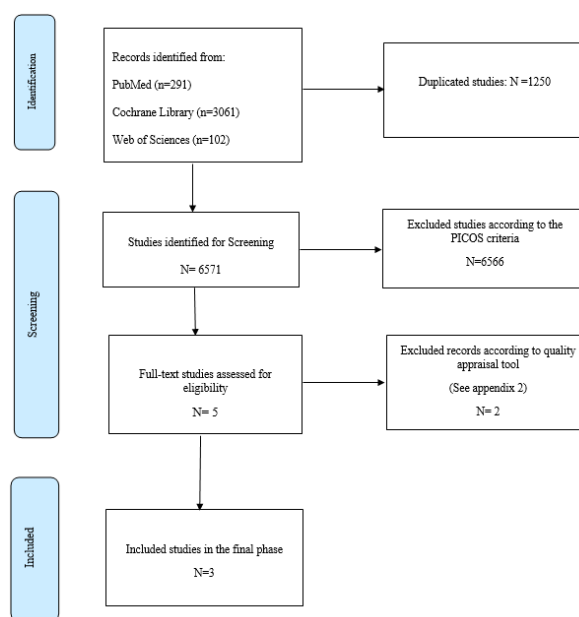 Identification
Records identified from:
PubMed (n=291)
Cochrane Library (n=3061)
Web of Sciences (n=102)
Duplicated studies: N =1250
Screening
Studies identified for Screening
N= 6571
Excluded studies according to the
PICOS criteria
N=6566
Full-text studies assessed for
eligibility
N= 5
Excluded records according to quality
appraisal tool
(See appendix 2)
N= 2
Included
Included studies in the final phase
N=3